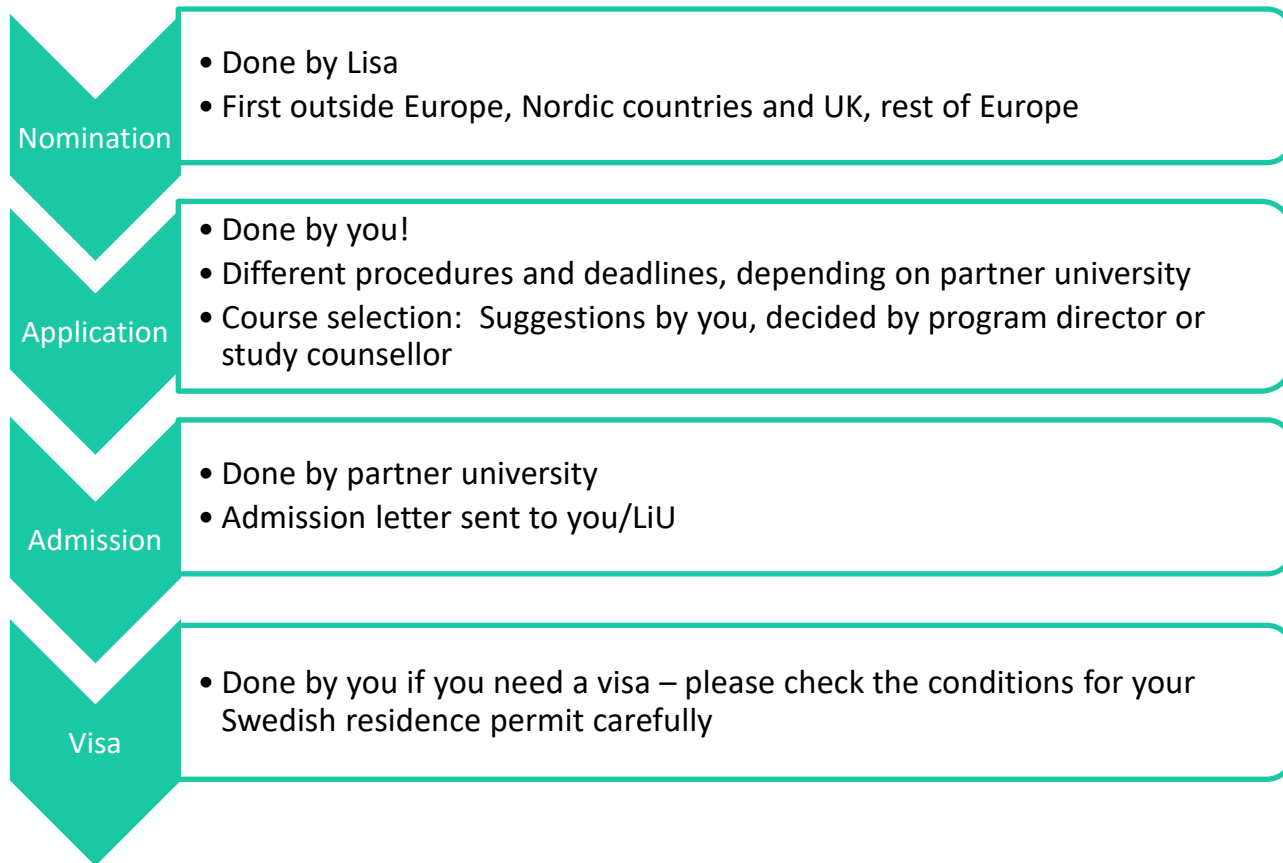 Nomination
• Done by Lisa
• First outside Europe, Nordic countries and UK, rest of Europe
Application
• Done by you!
• Different procedures and deadlines, depending on partner university
• Course selection:  Suggestions by you, decided by program director or
study counsellor
Admission
• Done by partner university
• Admission letter sent to you/LiU
Visa
• Done by you if you need a visa – please check the conditions for your
Swedish residence permit carefully